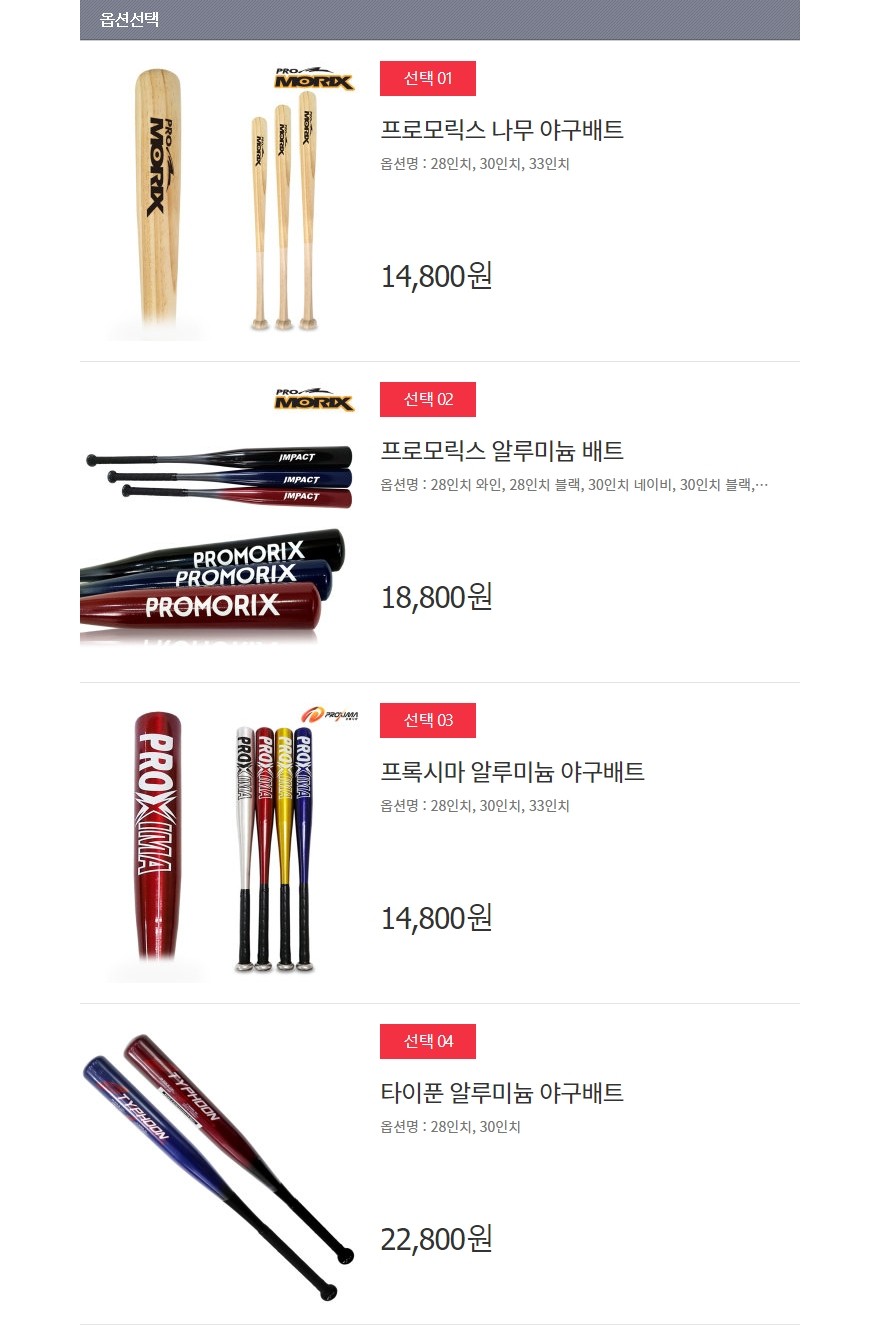 옵션선택
PRO
MORIX
PRO
MORIX
PRO
MORIX
PRO
MORIX
PRO
MORIX
선택 01
프로모릭스 나무 야구배트
옵션명 : 28인치, 30인치, 33인치
14,800원
PRO
MORIX
IMPACT
IMPACT
IMPACT
PROMORIX
PROMORIX
PROMORIX
선택 02
프로모릭스 알루미늄 배트
옵션명 : 28인치 와인, 28인치 블랙, 30인치 네이비, 30인치 블랙,…
18,800원
PROXIMA
PROXIMA
PROXIMA
PROXIMA
PROXIMA
PROXIMA
선택 03
프록시마 알루미늄 야구배트
옵션명 : 28인치, 30인치, 33인치
14,800원
TYPHOON
TYPHOON
선택 04
타이푼 알루미늄 야구배트
옵션명 : 28인치, 30인치
22,800원